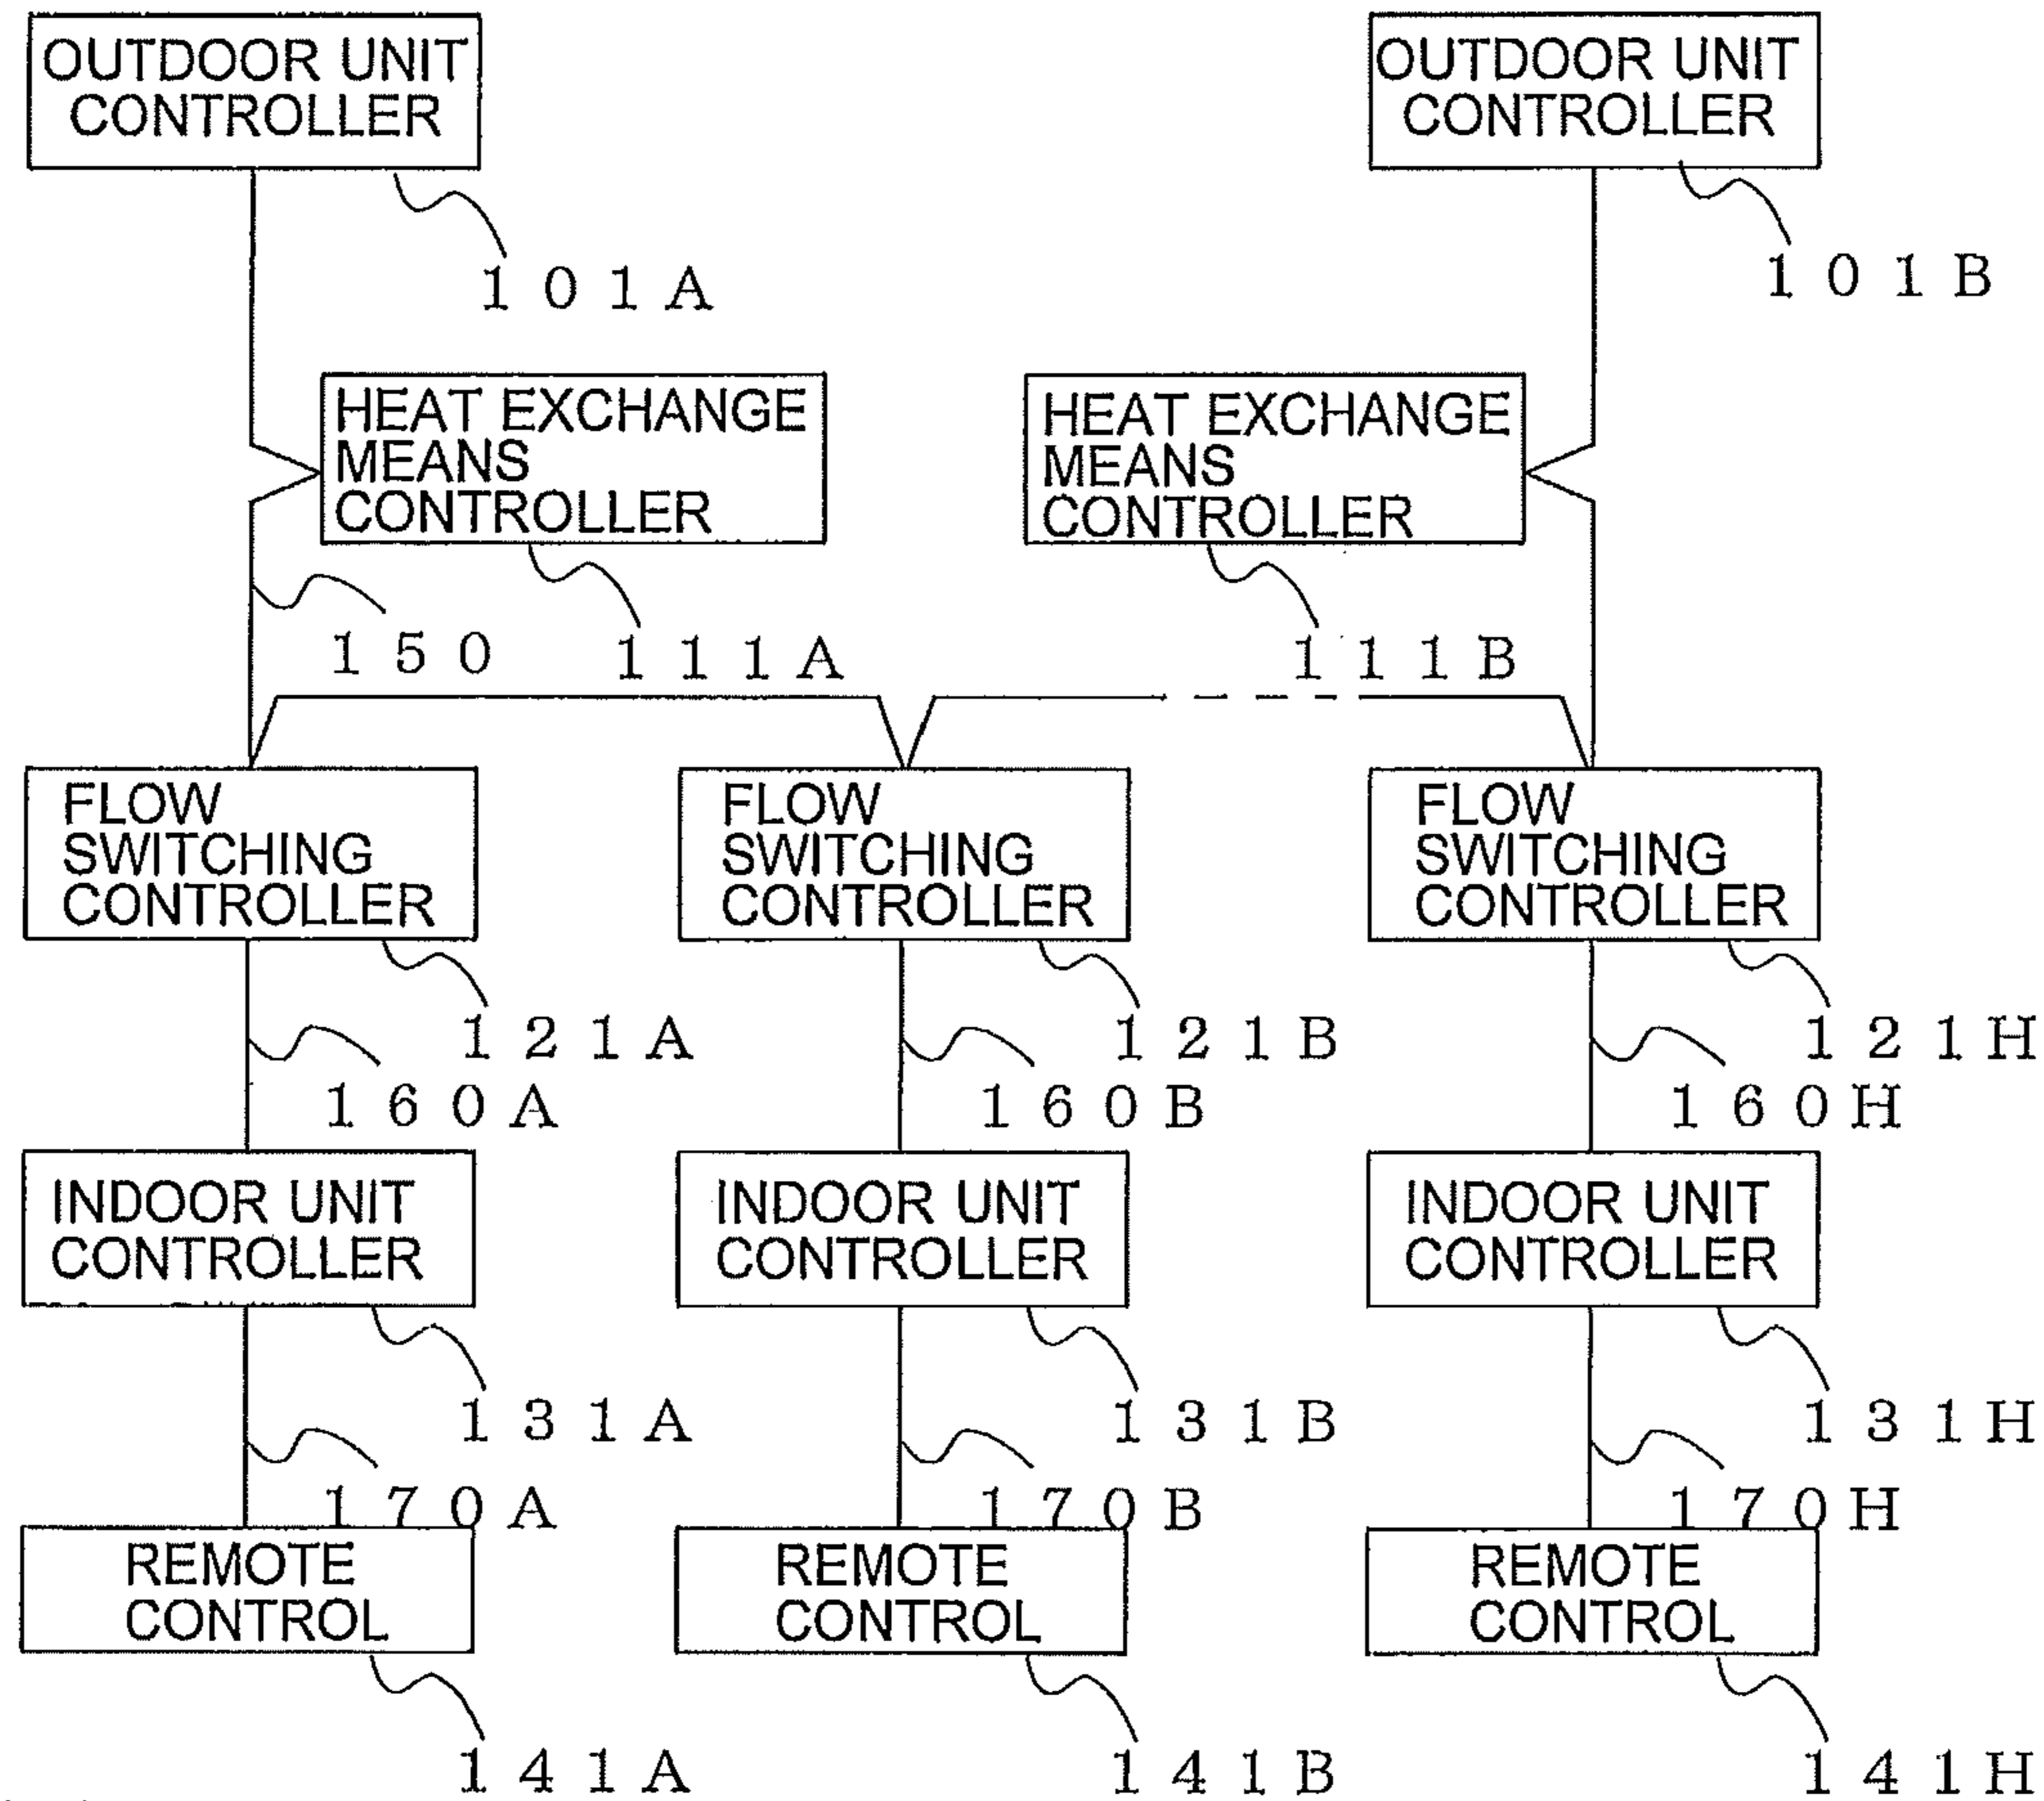 OUTDOOR UNIT
CONTROLLER
OUTDOOR UNIT
CONTROLLER
101A
101B
HEAT EXCHANGE
MEANS
CONTROLLER
HEAT EXCHANGE
MEANS
CONTROLLER
150
111A
111B
FLOW
SWITCHING
CONTROLLER
FLOW
SWITCHING
CONTROLLER
FLOW
SWITCHING
CONTROLLER
121A
121B
121H
160A
160B
160H
INDOOR UNIT
CONTROLLER
INDOOR UNIT
CONTROLLER
INDOOR UNIT
CONTROLLER
131A
131B
131H
170A
170B
170H
REMOTE
CONTROL
REMOTE
CONTROL
REMOTE
CONTROL
141A
141B
141H